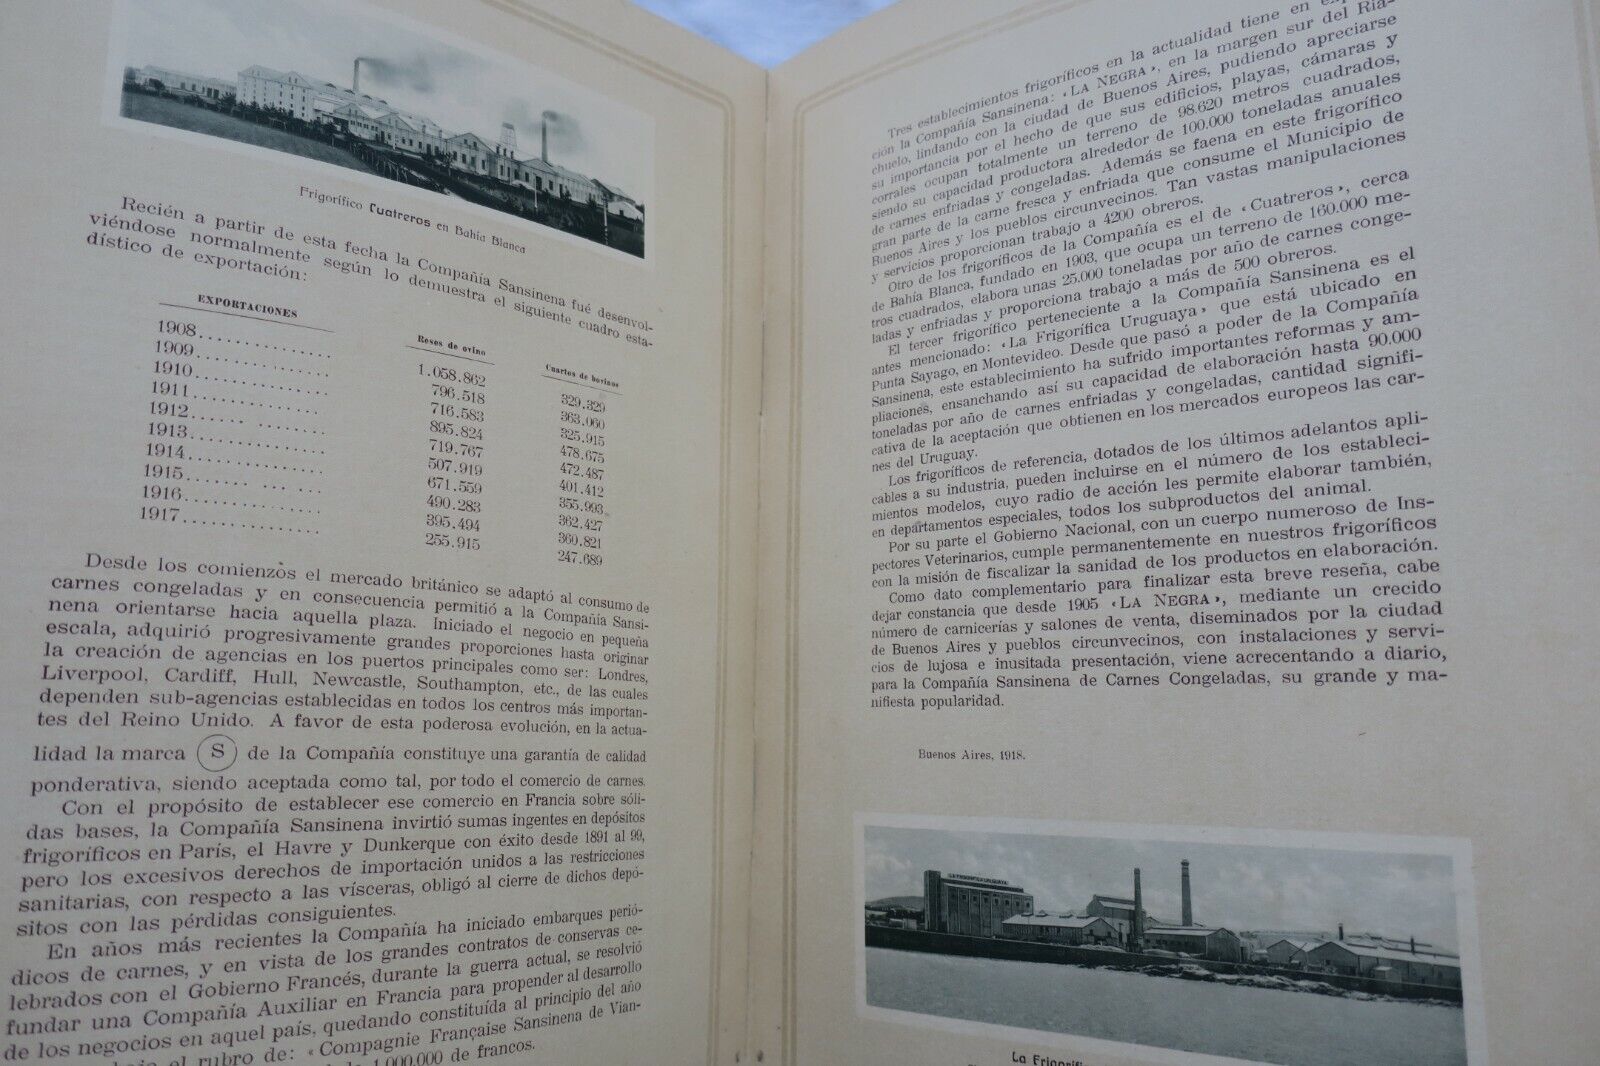 Frigorífico Cuatreros en Bahía Blanca
Recién a partir de esta fecha la Compañía Sansinena fué desenvol-
viéndose normalmente según lo demuestra el siguiente cuadro esta-
dístico de exportación:
EXPORTACIONES Reses de ovino Cuartos de bovinos
1908 1.058.862 329.329
1909 796.518 363.060
1910 716.583 325.915
1911 895.824 478.675
1912 719.767 472.487
1913 507.919 401.412
1914 671.559 355.993
1915 490.283 362.427
1916 395.494 360.821
1917 255.915 247.689
Desde los comienzos el mercado británico se adaptó al consumo de
carnes congeladas y en consecuencia permitió a la Compañía Sansi-
nena orientarse hacia aquella plaza. Iniciado el negocio en pequeña
escala, adquirió progresivamente grandes proporciones hasta originar
la creación de agencias en los puertos principales como ser: Londres,
Liverpool, Cardiff, Hull, Newcastle, Southampton, etc., de las cuales
dependen sub-agencias establecidas en todos los centros más importan-
tes del Reino Unido. A favor de esta poderosa evolución, en la actua-
lidad la marca S de la Compañía constituye una garantía de calidad
ponderativa, siendo aceptada como tal, por todo el comercio de carnes.
Con el propósito de establecer ese comercio en Francia sobre sóli-
das bases, la Compañía Sansinena invirtió sumas ingentes en depósitos
frigoríficos en París, el Havre y Dunkerque con éxito desde 1891 al 99,
pero los excesivos derechos de importación unidos a las restricciones
sanitarias, con respecto a las vísceras, obligó al cierre de dichos depó-
sitos con las pérdidas consiguientes.
En años más recientes la Compañía ha iniciado embarques perió-
dicos de carnes, y en vista de los grandes contratos de conservas ce-
lebrados con el Gobierno Francés, durante la guerra actual, se resolvió
fundar una Compañía Auxiliar en Francia para propender al desarrollo
de los negocios en aquel país, quedando constituída al principio del año
el rubro de: «Compagnie Française Sansinena de Vian-
1.000.000 de francos.
Tres establecimientos frigoríficos en la actualidad tiene en
ción la Compañía Sansinena: «LA NEGRA», en la margen sur del Ria-
chuelo, lindando con la ciudad de Buenos Aires, pudiendo apreciarse
su importancia por el hecho de que sus edificios, playas, cámaras y
corrales ocupan totalmente un terreno de 98.620 metros cuadrados,
siendo su capacidad productora alrededor de 100.000 toneladas anuales
de carnes enfriadas y congeladas. Además se faena en este frigorífico
gran parte de la carne fresca y enfriada que consume el Municipio de
Buenos Aires y los pueblos circunvecinos. Tan vastas manipulaciones
y servicios proporcionan trabajo a 4200 obreros.
Otro de los frigoríficos de la Compañía es el de «Cuatreros», cerca
de Bahía Blanca, fundado en 1903, que ocupa un terreno de 160.000 me-
tros cuadrados, elabora unas 25.000 toneladas por año de carnes conge-
ladas y enfriadas y proporciona trabajo a más de 500 obreros.
El tercer frigorífico perteneciente a la Compañía Sansinena es el
antes mencionado: «La Frigorífica Uruguaya» que está ubicado en
Punta Sayago, en Montevideo. Desde que pasó a poder de la Compañía
Sansinena, este establecimiento ha sufrido importantes reformas y am-
pliaciones, ensanchando así su capacidad de elaboración hasta 90.000
toneladas por año de carnes enfriadas y congeladas, cantidad signifi-
cativa de la aceptación que obtienen en los mercados europeos las car-
nes del Uruguay.
Los frigoríficos de referencia, dotados de los últimos adelantos apli-
cables a su industria, pueden incluirse en el número de los estableci-
mientos modelos, cuyo radio de acción les permite elaborar también,
en departamentos especiales, todos los subproductos del animal.
Por su parte el Gobierno Nacional, con un cuerpo numeroso de Ins-
pectores Veterinarios, cumple permanentemente en nuestros frigoríficos
con la misión de fiscalizar la sanidad de los productos en elaboración.
Como dato complementario para finalizar esta breve reseña, cabe
dejar constancia que desde 1905 «LA NEGRA», mediante un crecido
número de carnicerías y salones de venta, diseminados por la ciudad
de Buenos Aires y pueblos circunvecinos, con instalaciones y servi-
cios de lujosa e inusitada presentación, viene acrecentando a diario,
para la Compañía Sansinena de Carnes Congeladas, su grande y ma-
nifiesta popularidad.
Buenos Aires, 1918.
LA FRIGORIFICA URUGUAYA
La